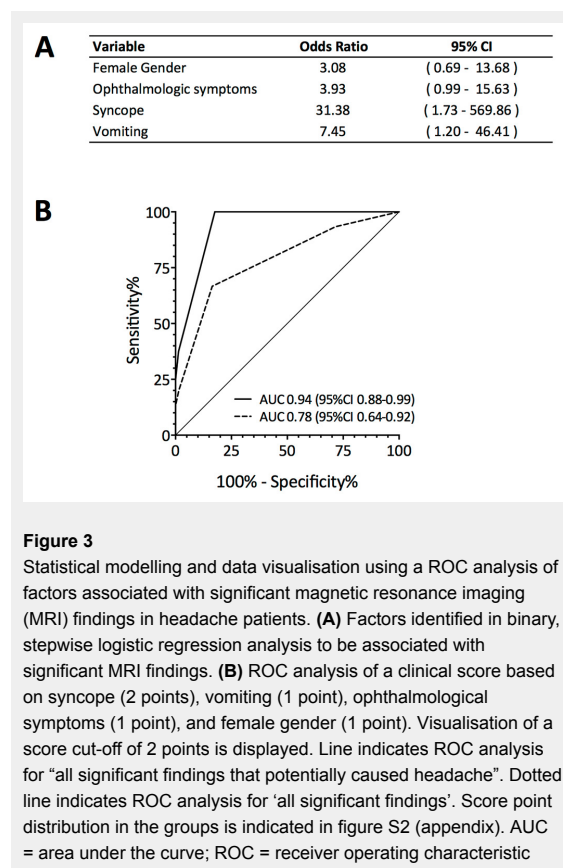 A
Variable Odds Ratio 95% CI
Female Gender 3.08 ( 0.69 - 13.68 )
Ophthalmologic symptoms 3.93 ( 0.99 - 15.63 )
Syncope 31.38 ( 1.73 - 569.86 )
Vomiting 7.45 ( 1.20 - 46.41 )
B
100
75
50
25
0
Sensitivity%
AUC 0.94 (95%CI 0.88-0.99)
AUC 0.78 (95%CI 0.64-0.92)
0 25 50 75 100
100% - Specificity%
Figure 3
Statistical modelling and data visualisation using a ROC analysis of
factors associated with significant magnetic resonance imaging
(MRI) findings in headache patients. (A) Factors identified in binary,
stepwise logistic regression analysis to be associated with
significant MRI findings. (B) ROC analysis of a clinical score based
on syncope (2 points), vomiting (1 point), ophthalmological
symptoms (1 point), and female gender (1 point). Visualisation of a
score cut-off of 2 points is displayed. Line indicates ROC analysis
for “all significant findings that potentially caused headache”. Dotted
line indicates ROC analysis for ‘all significant findings’. Score point
distribution in the groups is indicated in figure S2 (appendix). AUC
= area under the curve; ROC = receiver operating characteristic